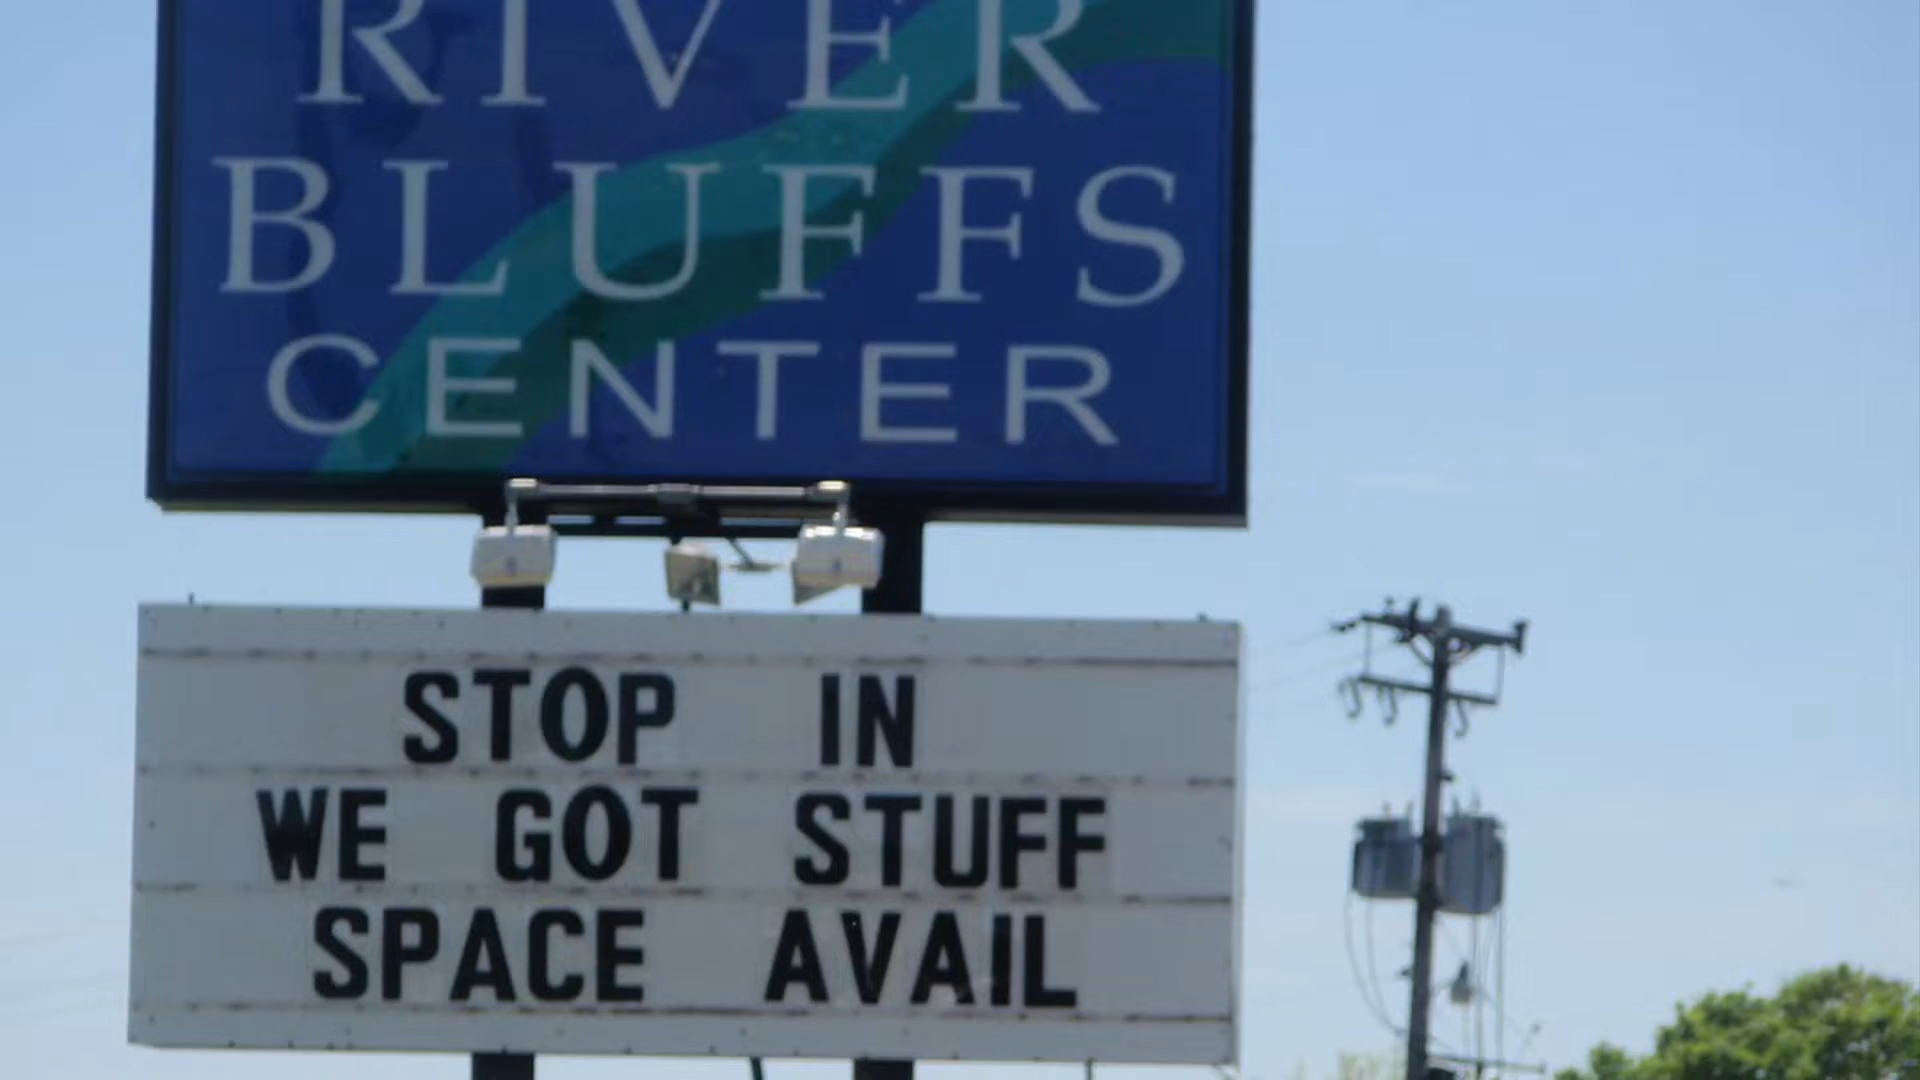 RIVER
BLUFFS
CENTER
STOP IN
WE GOT STUFF
SPACE AVAIL